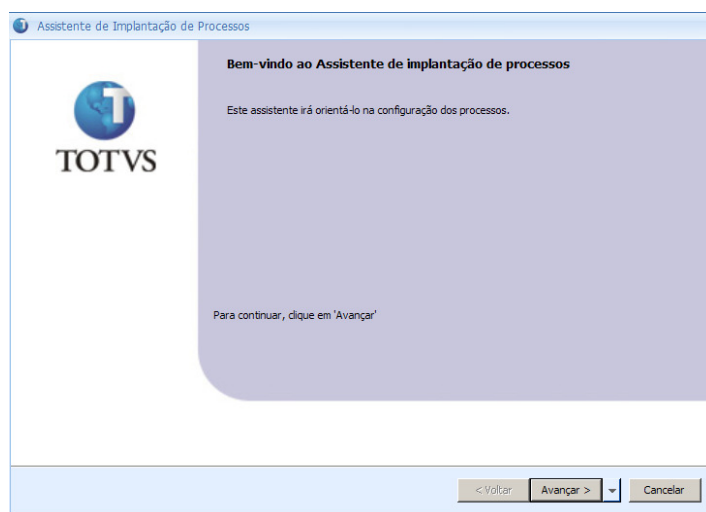 Assistente de Implantação de Processos
Bem-vindo ao Assistente de implantação de processos
Este assistente irá orientá-lo na configuração dos processos.
TOTVS
Para continuar, clique em 'Avançar'
< Voltar Avançar > Cancelar